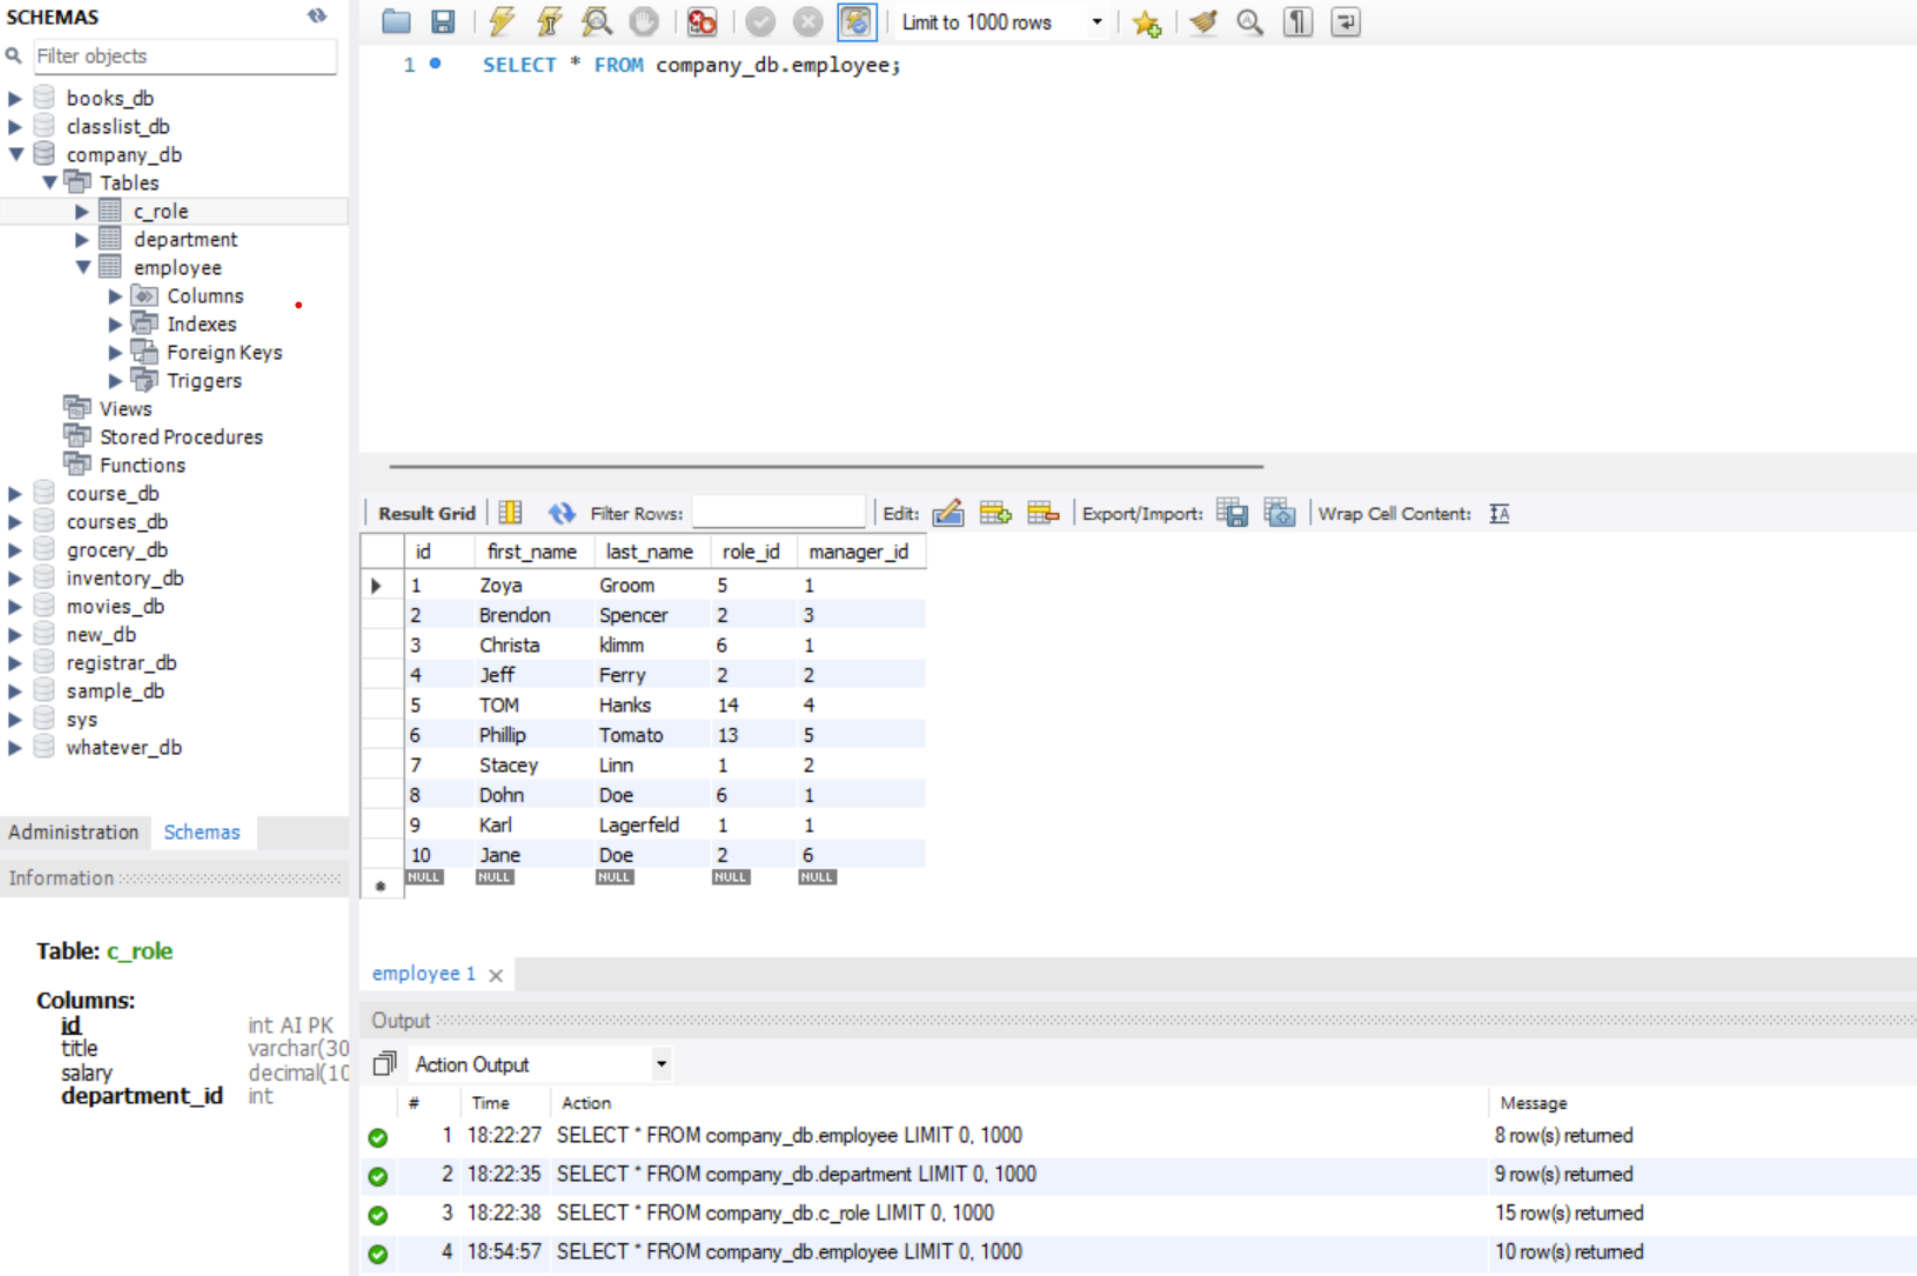 SCHEMAS
Filter objects
books_db
classlist_db
company_db
Tables
c_role
department
employee
Columns
Indexes
Foreign Keys
Triggers
Views
Stored Procedures
Functions
course_db
courses_db
grocery_db
inventory_db
movies_db
new_db
registrar_db
sample_db
sys
whatever_db
Administration Schemas
Information
Table: c_role
Columns:
id int AI PK
title varchar(30
salary decimal(10
department_id int
Limit to 1000 rows
1 SELECT * FROM company_db.employee;
Result Grid Filter Rows: Edit: Export/Import: Wrap Cell Content:
id first_name last_name role_id manager_id
1 Zoya Groom 5 1
2 Brendon Spencer 2 3
3 Christa klimm 6 1
4 Jeff Ferry 2 2
5 TOM Hanks 14 4
6 Phillip Tomato 13 5
7 Stacey Linn 1 2
8 Dohn Doe 6 1
9 Karl Lagerfeld 1 1
10 Jane Doe 2 6
NULL NULL NULL NULL NULL
employee 1
Output
Action Output
# Time Action Message
1 18:22:27 SELECT * FROM company_db.employee LIMIT 0, 1000 8 row(s) returned
2 18:22:35 SELECT * FROM company_db.department LIMIT 0, 1000 9 row(s) returned
3 18:22:38 SELECT * FROM company_db.c_role LIMIT 0, 1000 15 row(s) returned
4 18:54:57 SELECT * FROM company_db.employee LIMIT 0, 1000 10 row(s) returned